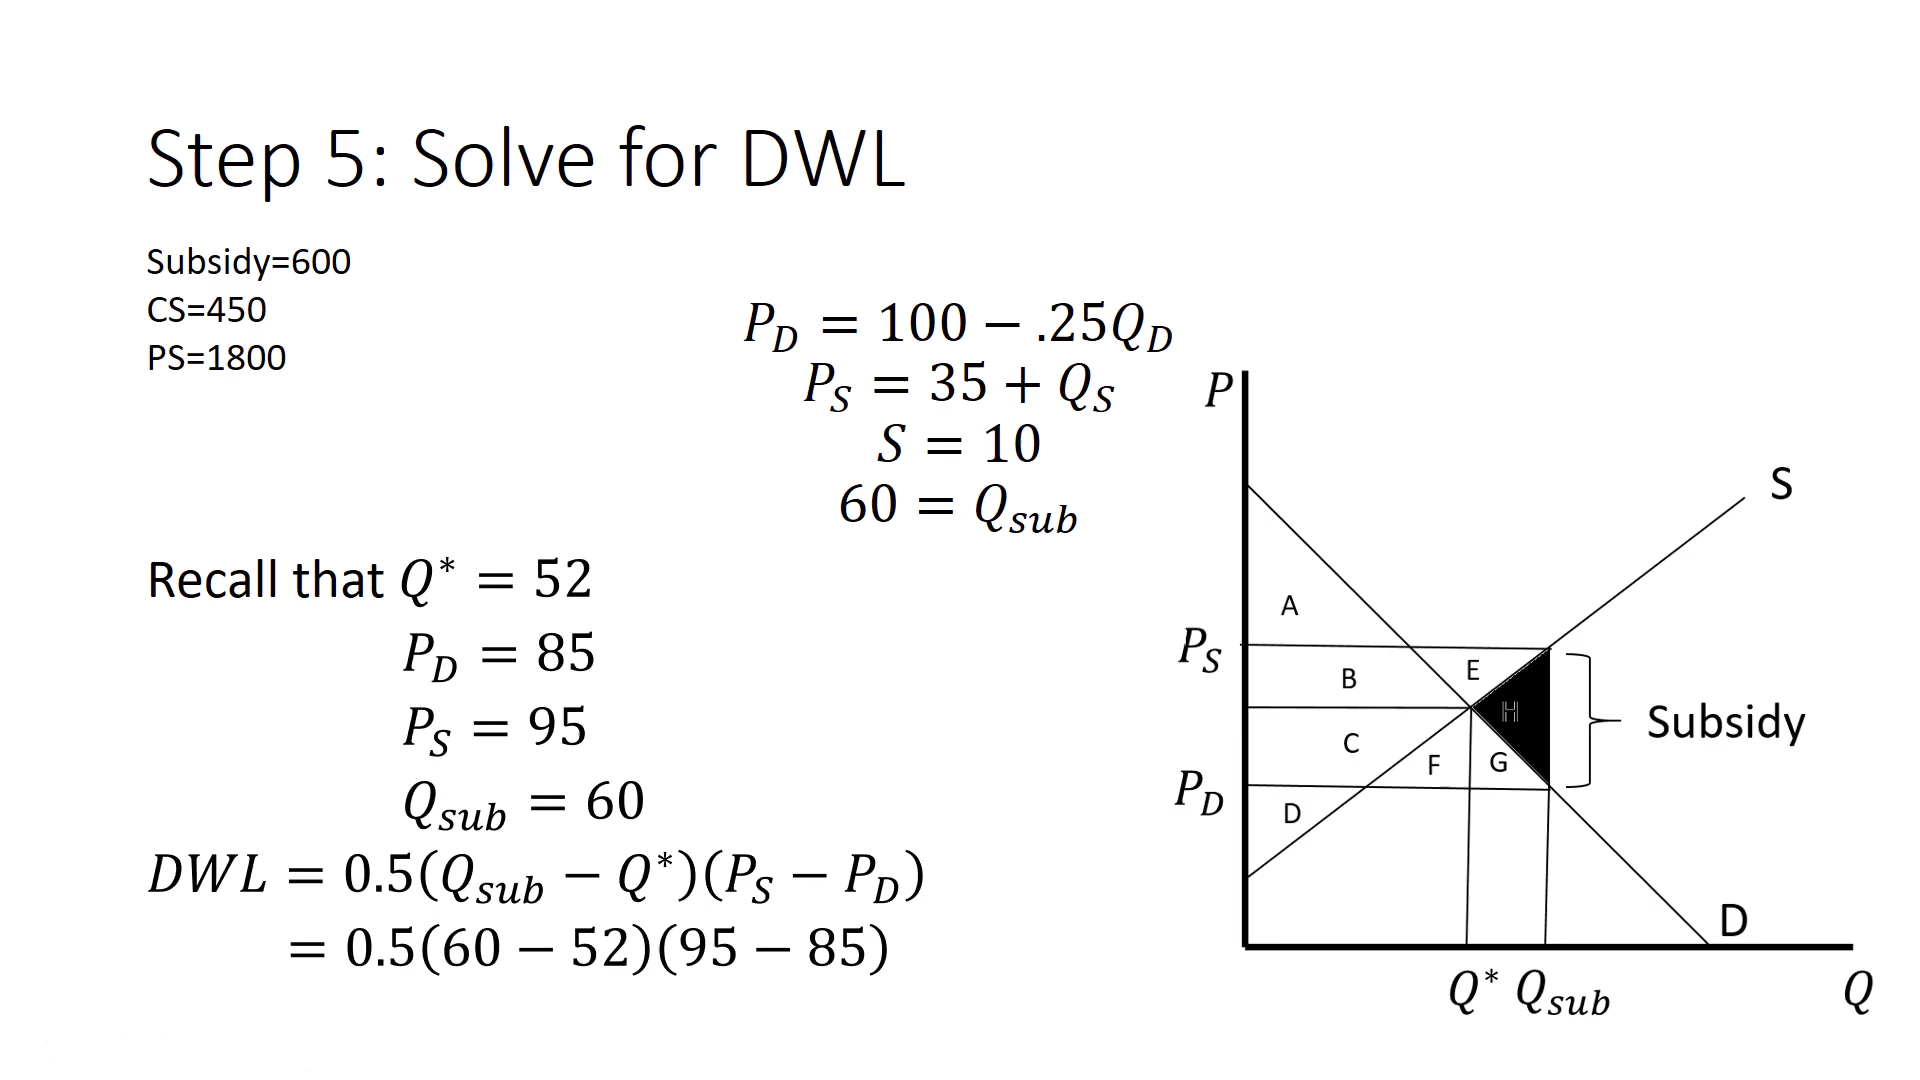 Step 5: Solve for DWL
Subsidy=600
CS=450
PS=1800
P_D = 100 − .25Q_D
P_S = 35 + Q_S
S = 10
60 = Q_sub
Recall that Q* = 52
P_D = 85
P_S = 95
Q_sub = 60
DWL = 0.5(Q_sub − Q*)(P_S − P_D)
= 0.5(60 − 52)(95 − 85)
P
S
A
P_S
B
E
H
Subsidy
C
F
G
P_D
D
D
Q*
Q_sub
Q